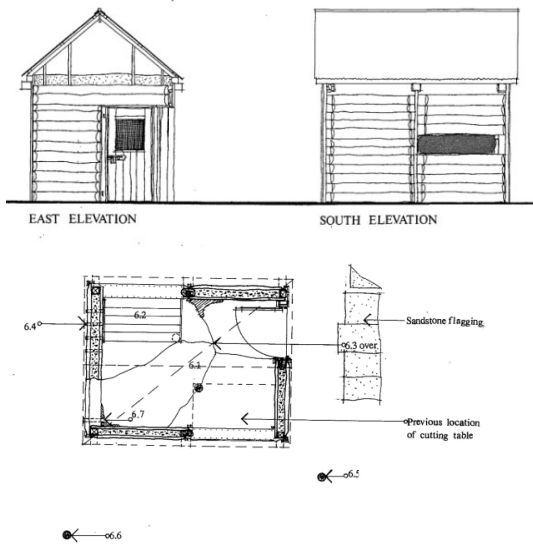 EAST ELEVATION
SOUTH ELEVATION
6.2
6.4
Sandstone flagging
6.3 over
6.1
6.7
Previous location
of cutting table
6.5
6.6